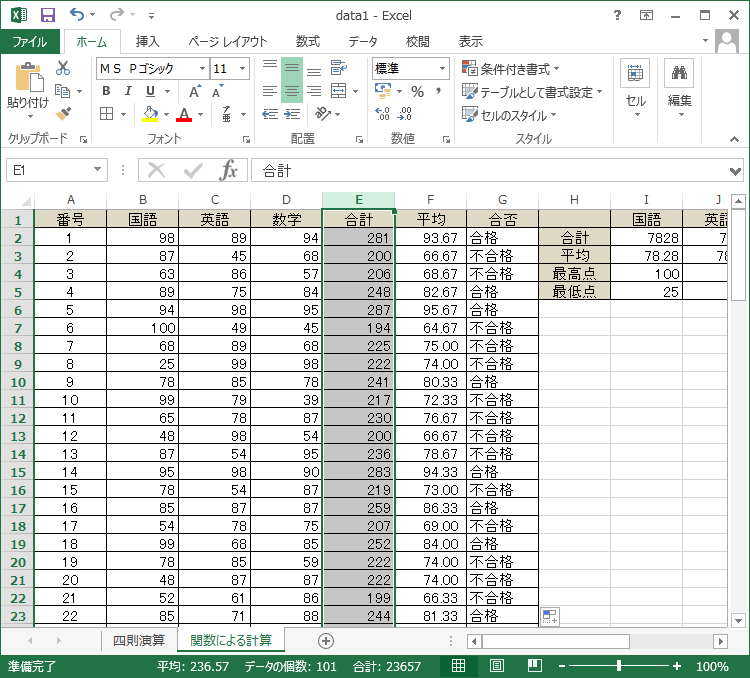 data1 - Excel
ファイル ホーム 挿入 ページ レイアウト 数式 データ 校閲 表示
ＭＳ Ｐゴシック 11 標準 条件付き書式
貼り付け B I U A A % , テーブルとして書式設定 セル 編集
A 亜 セルのスタイル
クリップボード フォント 配置 数値 スタイル
E1 fx 合計
A B C D E F G H I J
1 番号 国語 英語 数学 合計 平均 合否 国語 英語
2 1 98 89 94 281 93.67 合格 合計 7828 7
3 2 87 45 68 200 66.67 不合格 平均 78.28 78
4 3 63 86 57 206 68.67 不合格 最高点 100
5 4 89 75 84 248 82.67 合格 最低点 25
6 5 94 98 95 287 95.67 合格
7 6 100 49 45 194 64.67 不合格
8 7 68 89 68 225 75.00 不合格
9 8 25 99 98 222 74.00 不合格
10 9 78 85 78 241 80.33 合格
11 10 99 79 39 217 72.33 不合格
12 11 65 78 87 230 76.67 不合格
13 12 48 98 54 200 66.67 不合格
14 13 87 54 95 236 78.67 不合格
15 14 95 98 90 283 94.33 合格
16 15 78 54 87 219 73.00 不合格
17 16 85 87 87 259 86.33 合格
18 17 54 78 75 207 69.00 不合格
19 18 99 68 85 252 84.00 合格
20 19 78 85 59 222 74.00 不合格
21 20 48 87 87 222 74.00 不合格
22 21 52 61 86 199 66.33 不合格
23 22 85 71 88 244 81.33 合格
四則演算 関数による計算
準備完了 平均: 236.57 データの個数: 101 合計: 23657 100%